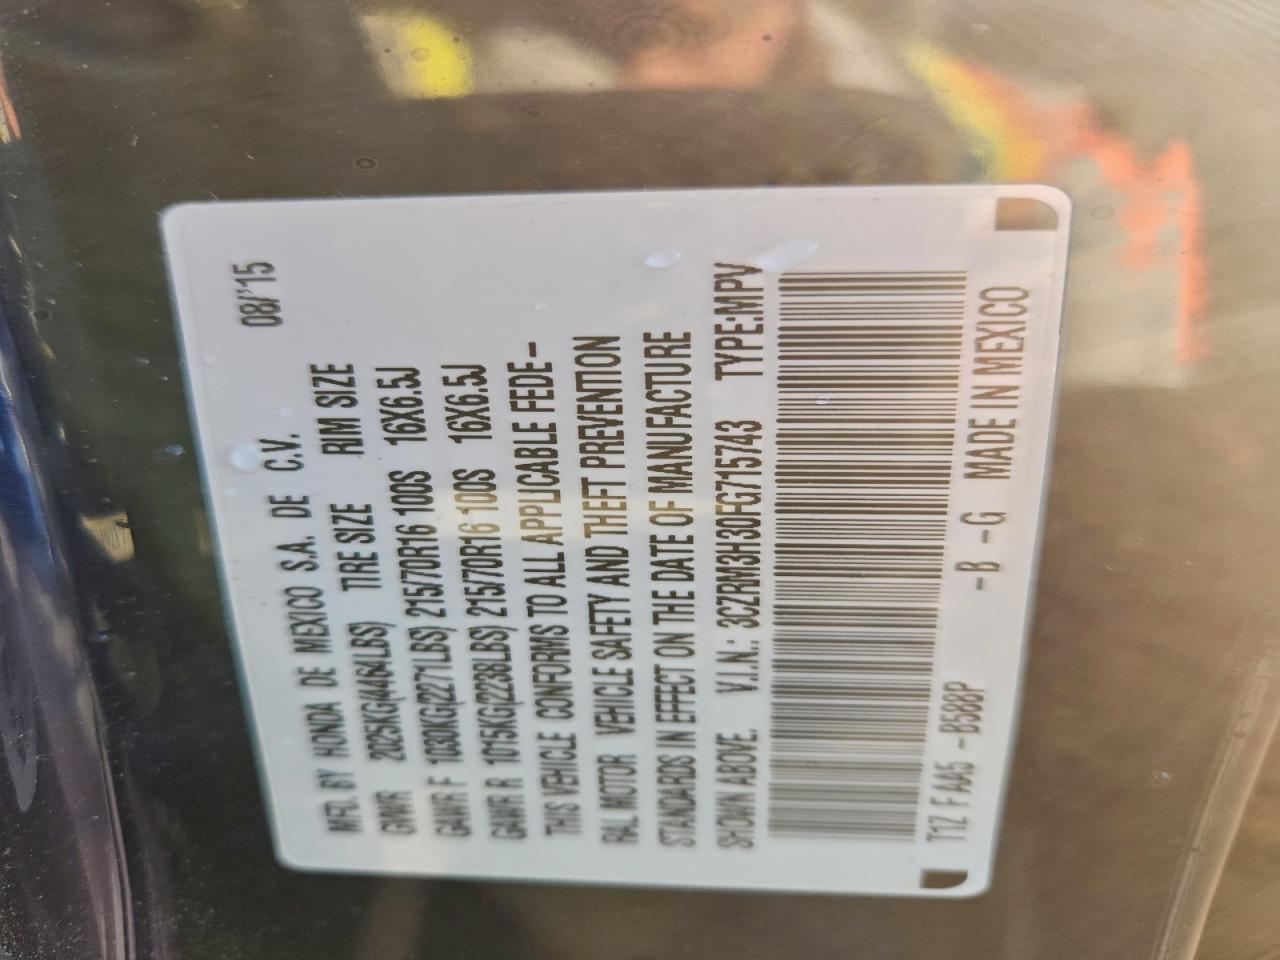 MFD. BY HONDA DE MEXICO S.A. DE C.V. 08/'15
GVWR 2025KG(4464LBS) TIRE SIZE RIM SIZE
GAWR F 1030KG(2271LBS) 215/70R16 100S 16X6.5J
GAWR R 1015KG(2238LBS) 215/70R16 100S 16X6.5J
THIS VEHICLE CONFORMS TO ALL APPLICABLE FEDE-
RAL MOTOR VEHICLE SAFETY AND THEFT PREVENTION
STANDARDS IN EFFECT ON THE DATE OF MANUFACTURE
SHOWN ABOVE. V.I.N.: 3CZRM3H30FG715743 TYPE:MPV
T1Z F AA5 -B588P -B -G MADE IN MEXICO